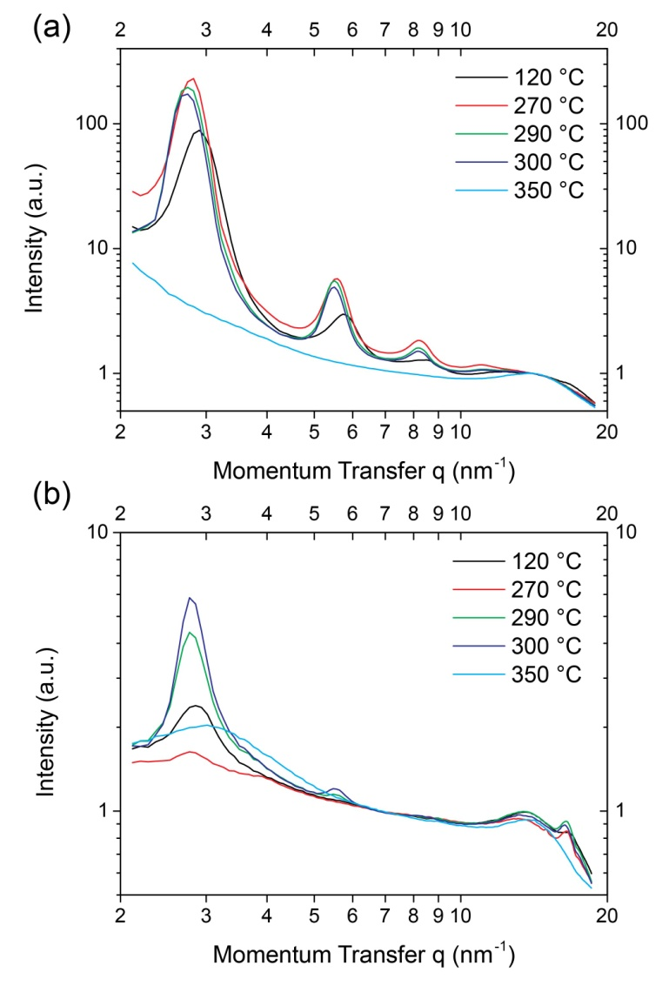 (a)
2 3 4 5 6 7 8 9 10 20
120 °C
270 °C
290 °C
300 °C
350 °C
100 100
10 10
1 1
Intensity (a.u.)
2 3 4 5 6 7 8 9 10 20
Momentum Transfer q (nm-1)
(b)
2 3 4 5 6 7 8 9 10 20
10 10
120 °C
270 °C
290 °C
300 °C
350 °C
1 1
Intensity (a.u.)
2 3 4 5 6 7 8 9 10 20
Momentum Transfer q (nm-1)